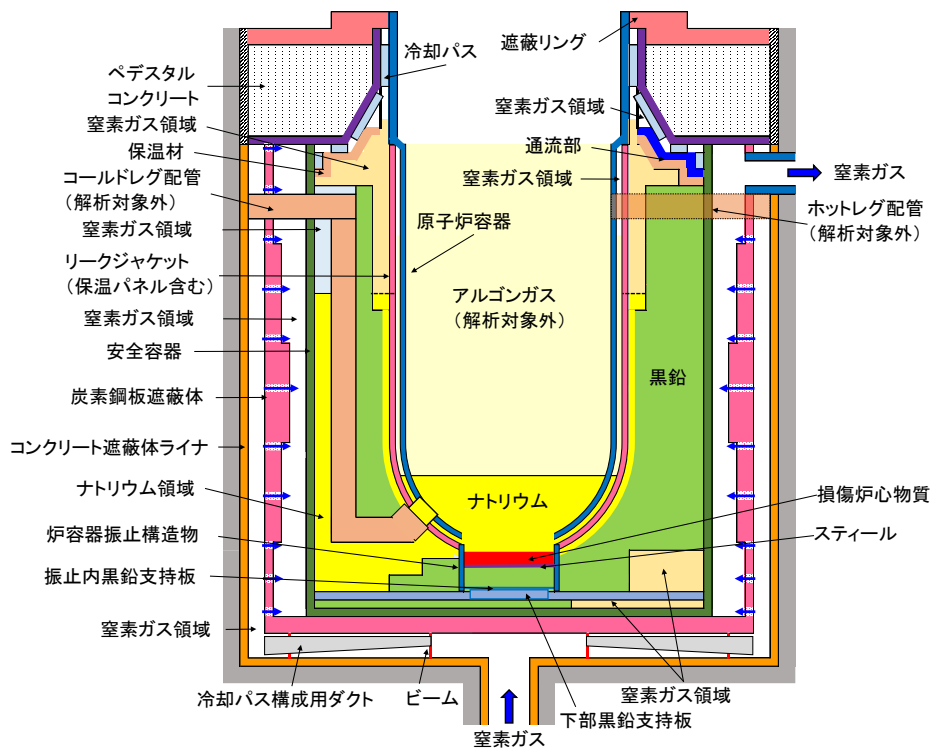 冷却パス
遮蔽リング
ペデスタル
コンクリート
窒素ガス領域
保温材
コールドレグ配管
(解析対象外)
窒素ガス領域
リークジャケット
(保温パネル含む)
窒素ガス領域
安全容器
炭素鋼板遮蔽体
コンクリート遮蔽体ライナ
ナトリウム領域
炉容器振止構造物
振止内黒鉛支持板
窒素ガス領域
冷却パス構成用ダクト
ビーム
窒素ガス
下部黒鉛支持板
窒素ガス領域
原子炉容器
アルゴンガス
(解析対象外)
ナトリウム
黒鉛
窒素ガス領域
通流部
窒素ガス領域
窒素ガス
ホットレグ配管
(解析対象外)
損傷炉心物質
スティール